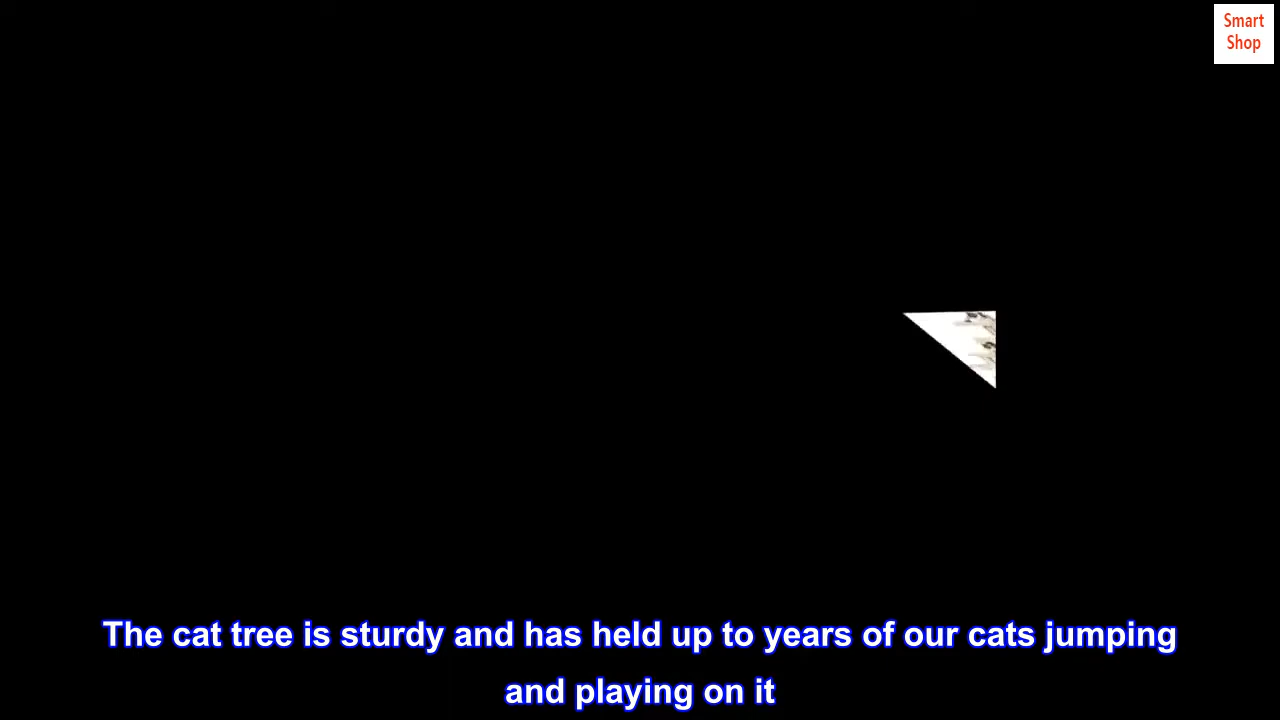 Smart
Shop
The cat tree is sturdy and has held up to years of our cats jumping
and playing on it